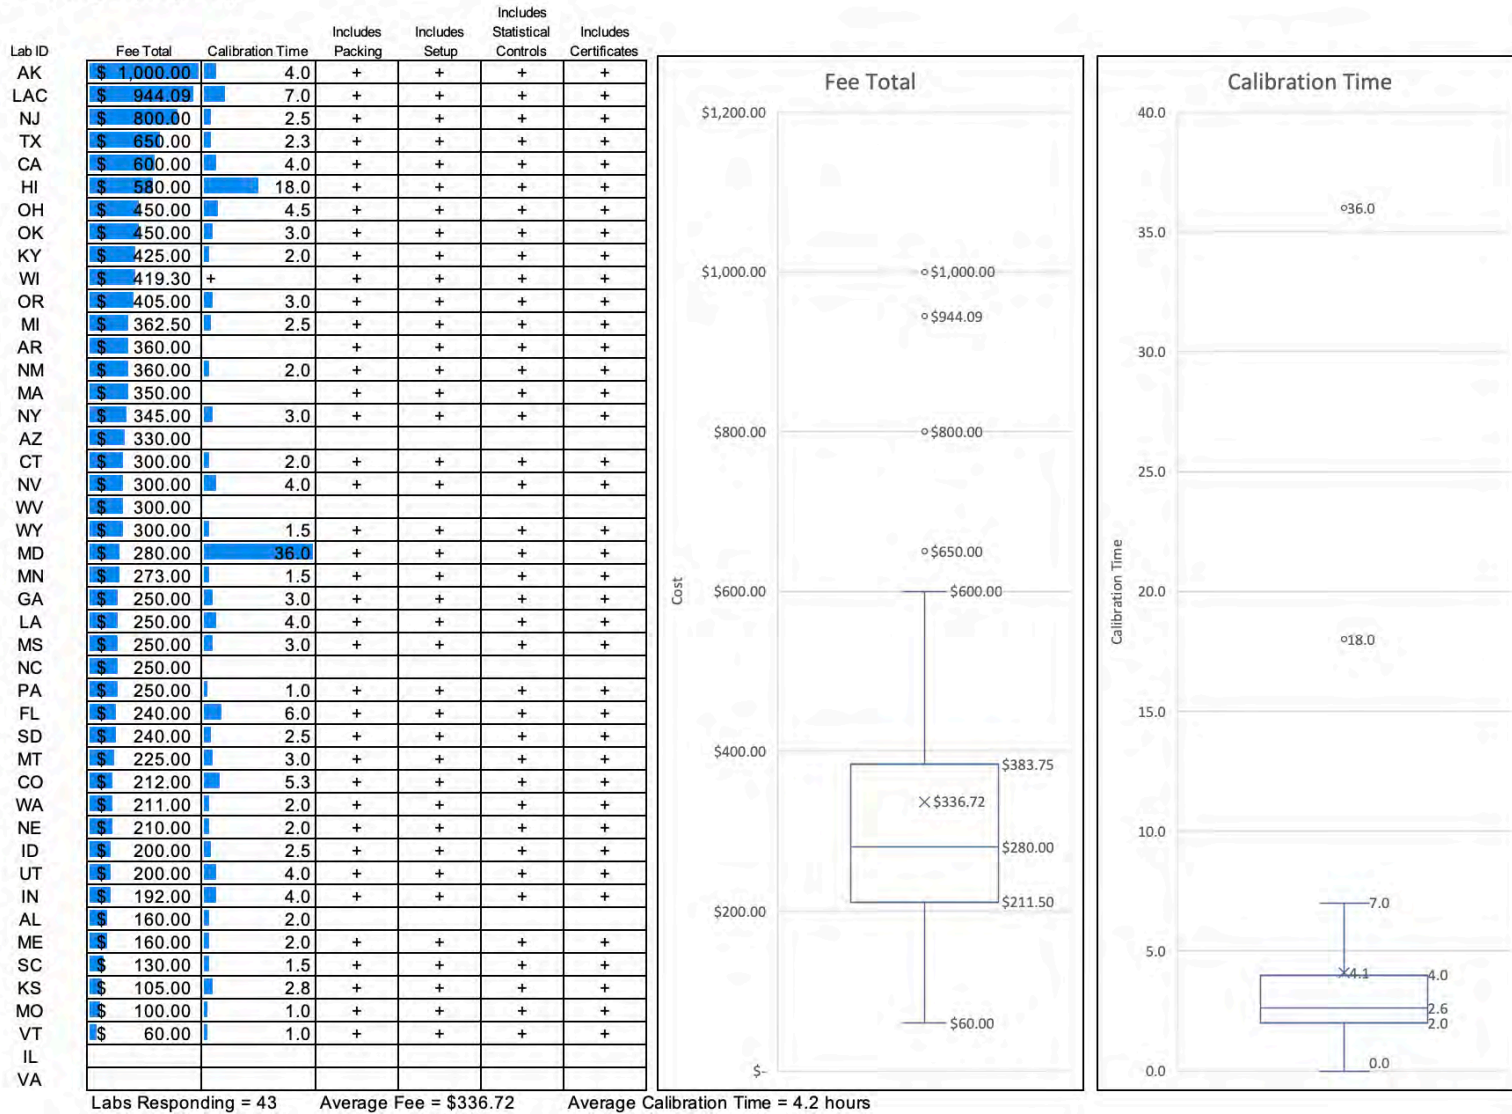 Lab ID Fee Total Calibration Time Includes Packing Includes Setup Includes Statistical Controls Includes Certificates
AK $ 1,000.00 4.0 + + + +
LAC $ 944.09 7.0 + + + +
NJ $ 800.00 2.5 + + + +
TX $ 650.00 2.3 + + + +
CA $ 600.00 4.0 + + + +
HI $ 580.00 18.0 + + + +
OH $ 450.00 4.5 + + + +
OK $ 450.00 3.0 + + + +
KY $ 425.00 2.0 + + + +
WI $ 419.30 + + + + +
OR $ 405.00 3.0 + + + +
MI $ 362.50 2.5 + + + +
AR $ 360.00 + + + +
NM $ 360.00 2.0 + + + +
MA $ 350.00 + + + +
NY $ 345.00 3.0 + + + +
AZ $ 330.00
CT $ 300.00 2.0 + + + +
NV $ 300.00 4.0 + + + +
WV $ 300.00
WY $ 300.00 1.5 + + + +
MD $ 280.00 36.0 + + + +
MN $ 273.00 1.5 + + + +
GA $ 250.00 3.0 + + + +
LA $ 250.00 4.0 + + + +
MS $ 250.00 3.0 + + + +
NC $ 250.00
PA $ 250.00 1.0 + + + +
FL $ 240.00 6.0 + + + +
SD $ 240.00 2.5 + + + +
MT $ 225.00 3.0 + + + +
CO $ 212.00 5.3 + + + +
WA $ 211.00 2.0 + + + +
NE $ 210.00 2.0 + + + +
ID $ 200.00 2.5 + + + +
UT $ 200.00 4.0 + + + +
IN $ 192.00 4.0 + + + +
AL $ 160.00 2.0
ME $ 160.00 2.0 + + + +
SC $ 130.00 1.5 + + + +
KS $ 105.00 2.8 + + + +
MO $ 100.00 1.0 + + + +
VT $ 60.00 1.0 + + + +
IL
VA
Labs Responding = 43 Average Fee = $336.72 Average Calibration Time = 4.2 hours
Fee Total
$1,200.00
$1,000.00
$800.00
$600.00
$400.00
$200.00
$-
Cost
$1,000.00
$944.09
$800.00
$650.00
$600.00
$383.75
$336.72
$280.00
$211.50
$60.00
Calibration Time
40.0
35.0
30.0
25.0
20.0
15.0
10.0
5.0
0.0
Calibration Time
36.0
18.0
7.0
4.1
4.0
2.6
2.0
0.0